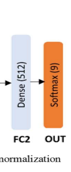 Dense (512)
Softmax (9)
FC2 OUT
normalization